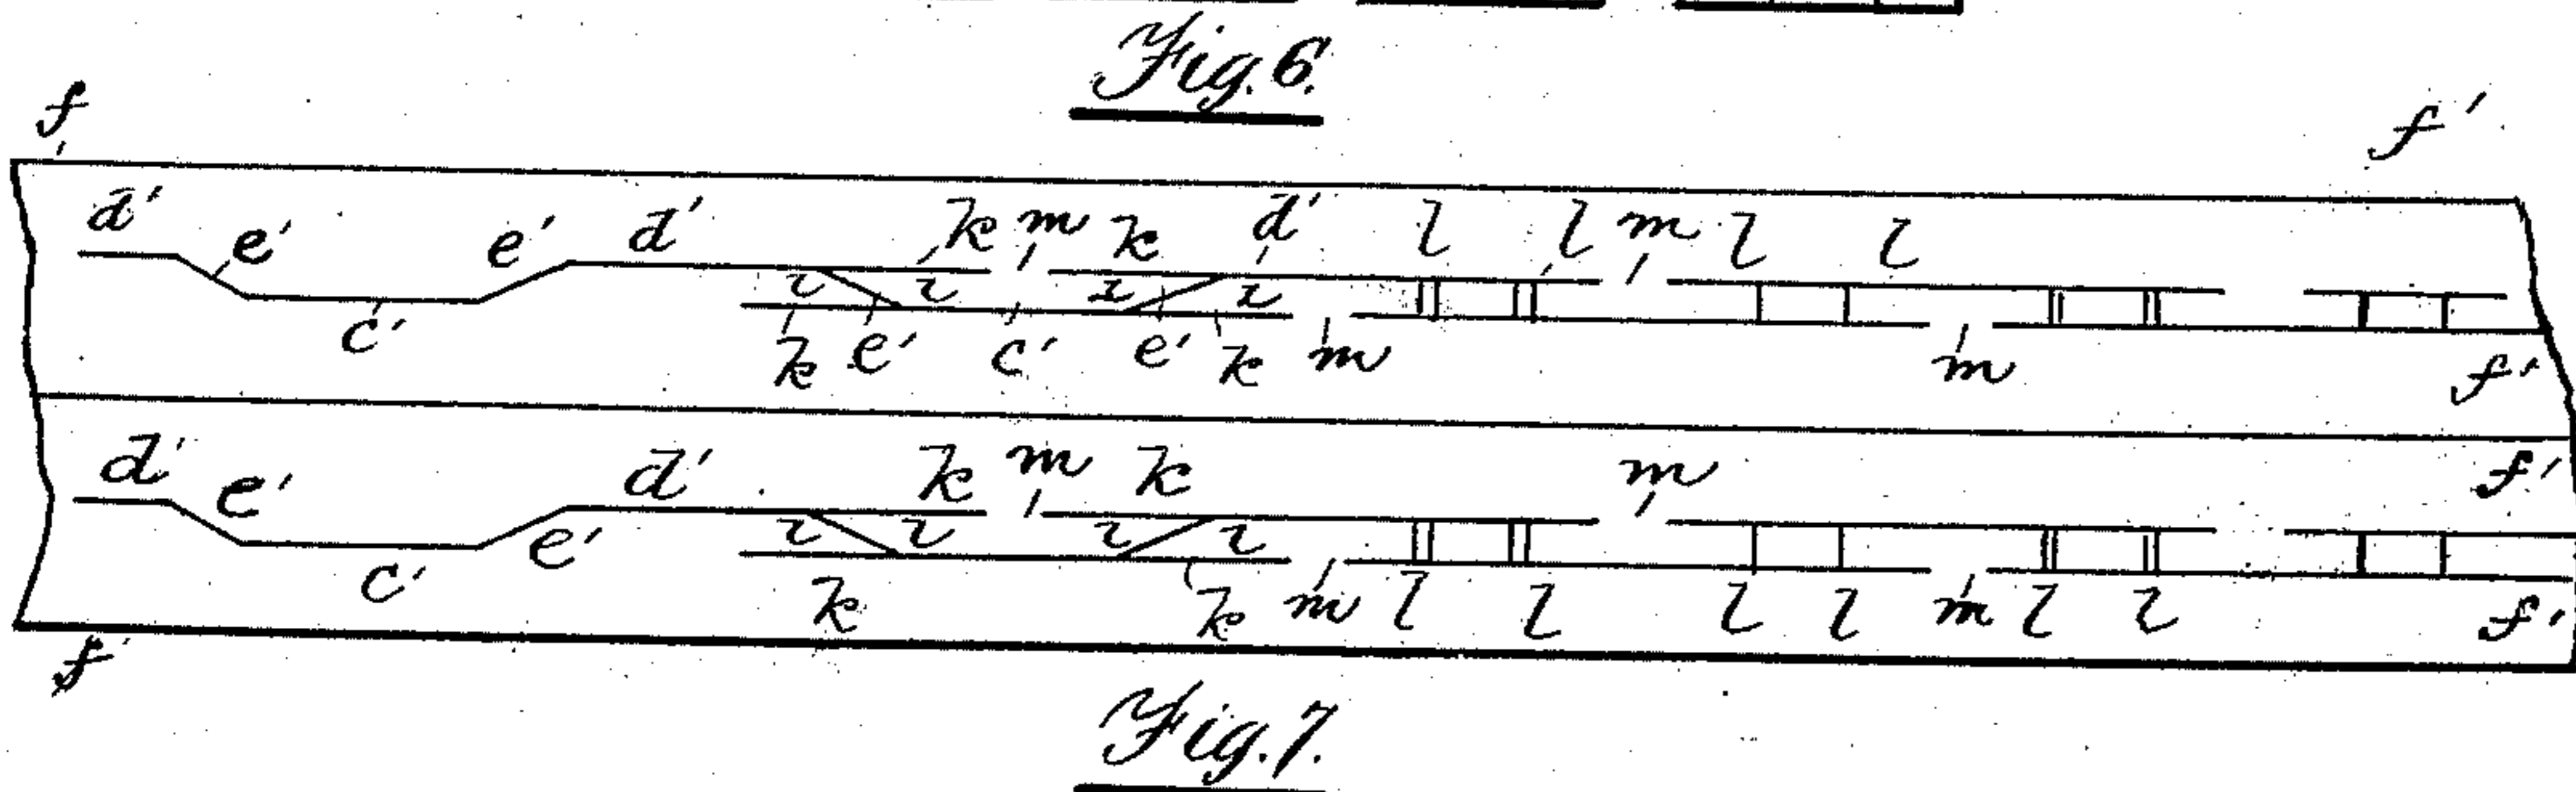 Fig. 6.
f f'
d' e' e' d' k m k d' l l m l l
i i i i
c' k e' c' e' k m m f'
d' e' d' k m k m f'
i i i i
c' e' k k m l l l l m l l f'
f'
Fig. 7.